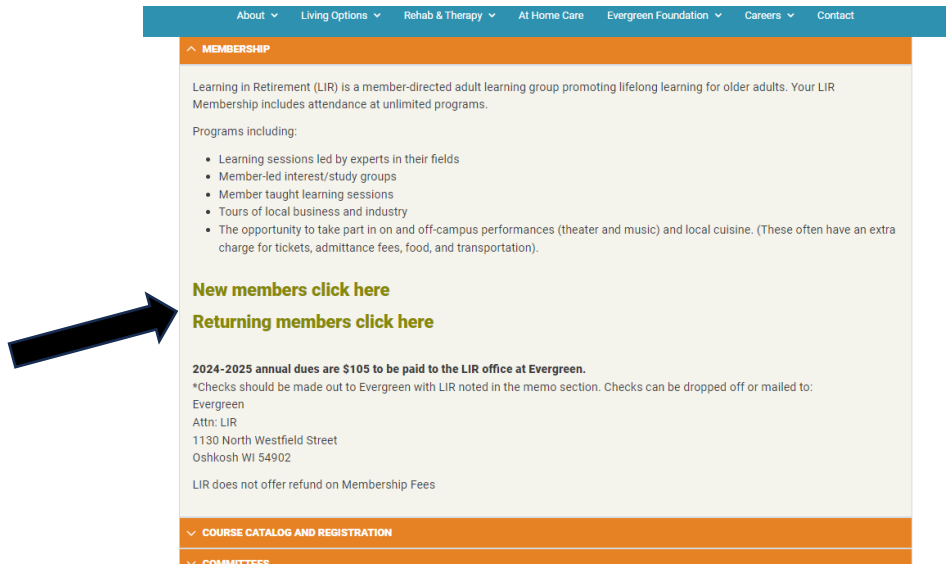 About Living Options Rehab & Therapy At Home Care Evergreen Foundation Careers Contact
MEMBERSHIP
Learning in Retirement (LIR) is a member-directed adult learning group promoting lifelong learning for older adults. Your LIR
Membership includes attendance at unlimited programs.
Programs including:
• Learning sessions led by experts in their fields
• Member-led interest/study groups
• Member taught learning sessions
• Tours of local business and industry
• The opportunity to take part in on and off-campus performances (theater and music) and local cuisine. (These often have an extra
charge for tickets, admittance fees, food, and transportation).
New members click here
Returning members click here
2024-2025 annual dues are $105 to be paid to the LIR office at Evergreen.
*Checks should be made out to Evergreen with LIR noted in the memo section. Checks can be dropped off or mailed to:
Evergreen
Attn: LIR
1130 North Westfield Street
Oshkosh WI 54902
LIR does not offer refund on Membership Fees
COURSE CATALOG AND REGISTRATION
COMMITTEES